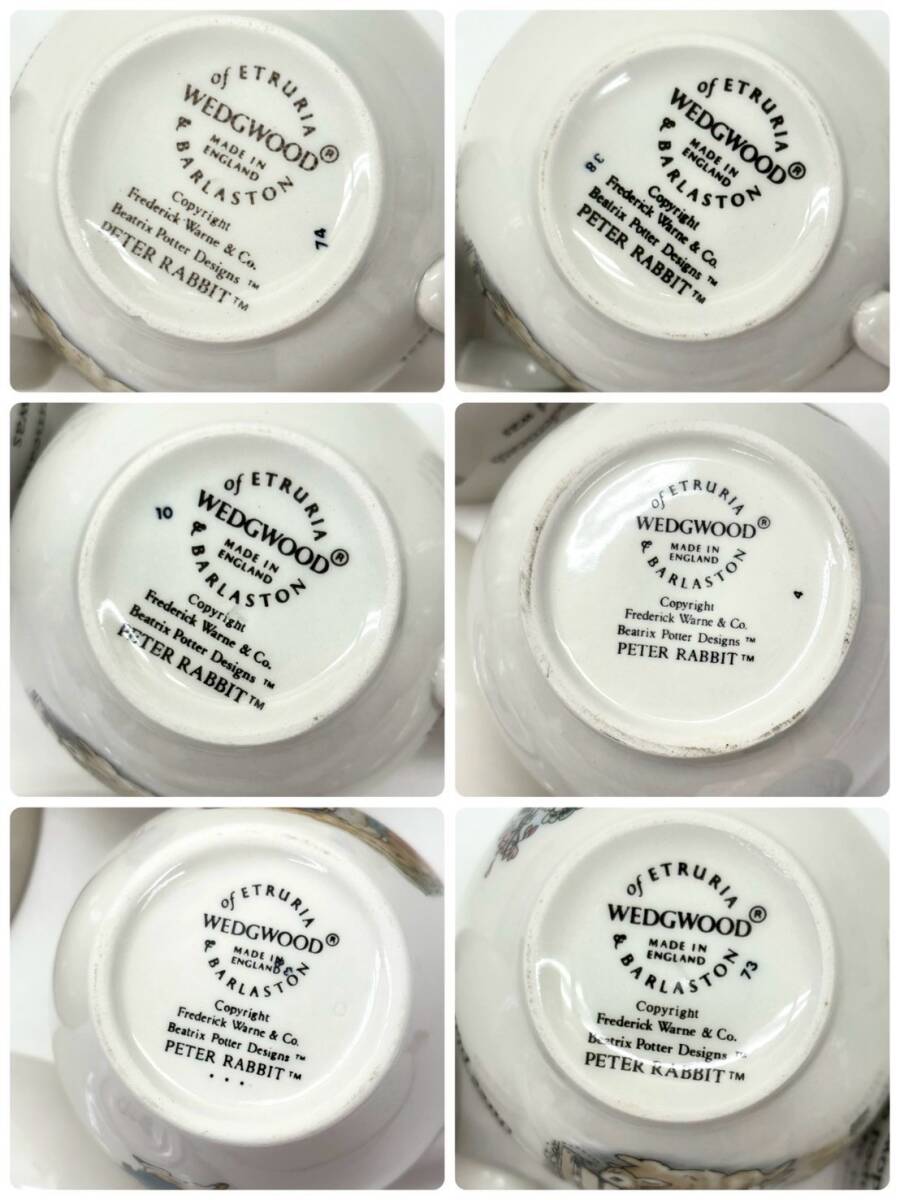 of ETRURIA
WEDGWOOD®
MADE IN
ENGLAND
& BARLASTON
Copyright
Frederick Warne & Co.
Beatrix Potter Designs ™
PETER RABBIT™
74
of ETRURIA
WEDGWOOD®
MADE IN
ENGLAND
& BARLASTON
38
Copyright
Frederick Warne & Co.
Beatrix Potter Designs ™
PETER RABBIT™
was
10
of ETRURIA
WEDGWOOD®
MADE IN
ENGLAND
& BARLASTON
Copyright
Frederick Warne & Co.
Beatrix Potter Designs ™
PETER RABBIT™
was
of ETRURIA
WEDGWOOD®
MADE IN
ENGLAND
& BARLASTON
4
Copyright
Frederick Warne & Co.
Beatrix Potter Designs ™
PETER RABBIT™
of ETRURIA
WEDGWOOD®
MADE IN
ENGLAND
& BARLASTON
Copyright
Frederick Warne & Co.
Beatrix Potter Designs ™
PETER RABBIT™
of ETRURIA
WEDGWOOD®
MADE IN
ENGLAND
& BARLASTON
73
Copyright
Frederick Warne & Co.
Beatrix Potter Designs ™
PETER RABBIT™